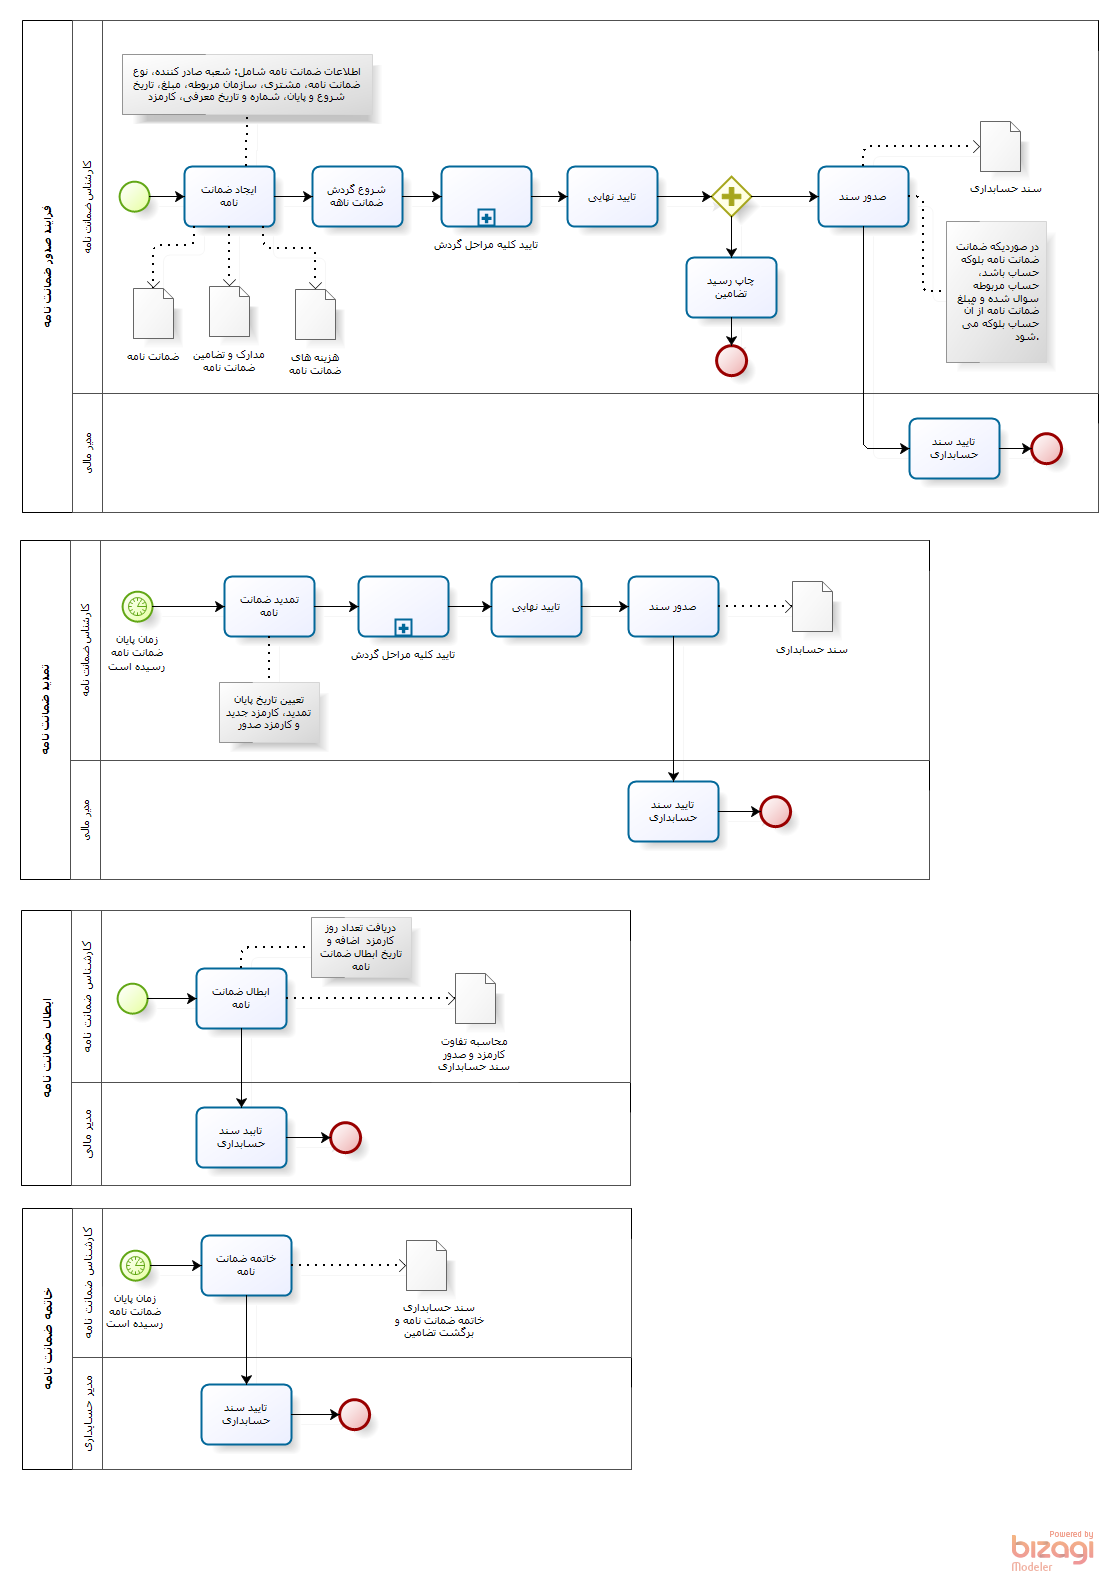 فرایند صدور ضمانت نامه
کارشناس ضمانت نامه
اطلاعات ضمانت نامه شامل: شعبه صادر کننده، نوع
ضمانت نامه، مشتری، سازمان مربوطه، مبلغ، تاریخ
شروع و پایان، شماره و تاریخ معرفی، کارمزد
ایجاد ضمانت
نامه
شروع گردش
ضمانت ناهه
تایید کلیه مراحل گردش
تایید نهایی
صدور سند
سند حسابداری
چاپ رسید
تضامین
در صوردیکه ضمانت
ضمانت نامه بلوکه
حساب باشد،
حساب مربوطه
سوال شده و مبلغ
ضمانت نامه از آن
حساب بلوکه می
شود.
ضمانت نامه
مدارک و تضامین
ضمانت نامه
هزینه های
ضمانت نامه
مدیر مالی
تایید سند
حسابداری
تمدید ضمانت نامه
کارشناس ضمانت نامه
زمان پایان
ضمانت نامه
رسیده است
تمدید ضمانت
نامه
تایید کلیه مراحل گردش
تایید نهایی
صدور سند
سند حسابداری
تعیین تاریخ پایان
تمدید، کارمزد جدید
و کارمزد صدور
مدیر مالی
تایید سند
حسابداری
ابطال ضمانت نامه
کارشناس ضمانت نامه
دریافت تعداد روز
کارمزد اضافه و
تاریخ ابطال ضمانت
نامه
ابطال ضمانت
نامه
محاسبه تفاوت
کارمزد و صدور
سند حسابداری
مدیر مالی
تایید سند
حسابداری
خاتمه ضمانت نامه
کارشناس ضمانت نامه
زمان پایان
ضمانت نامه
رسیده است
خاتمه ضمانت
نامه
سند حسابداری
خاتمه ضمانت نامه و
برگشت تضامین
مدیر حسابداری
تایید سند
حسابداری
Powered by
bizagi
Modeler